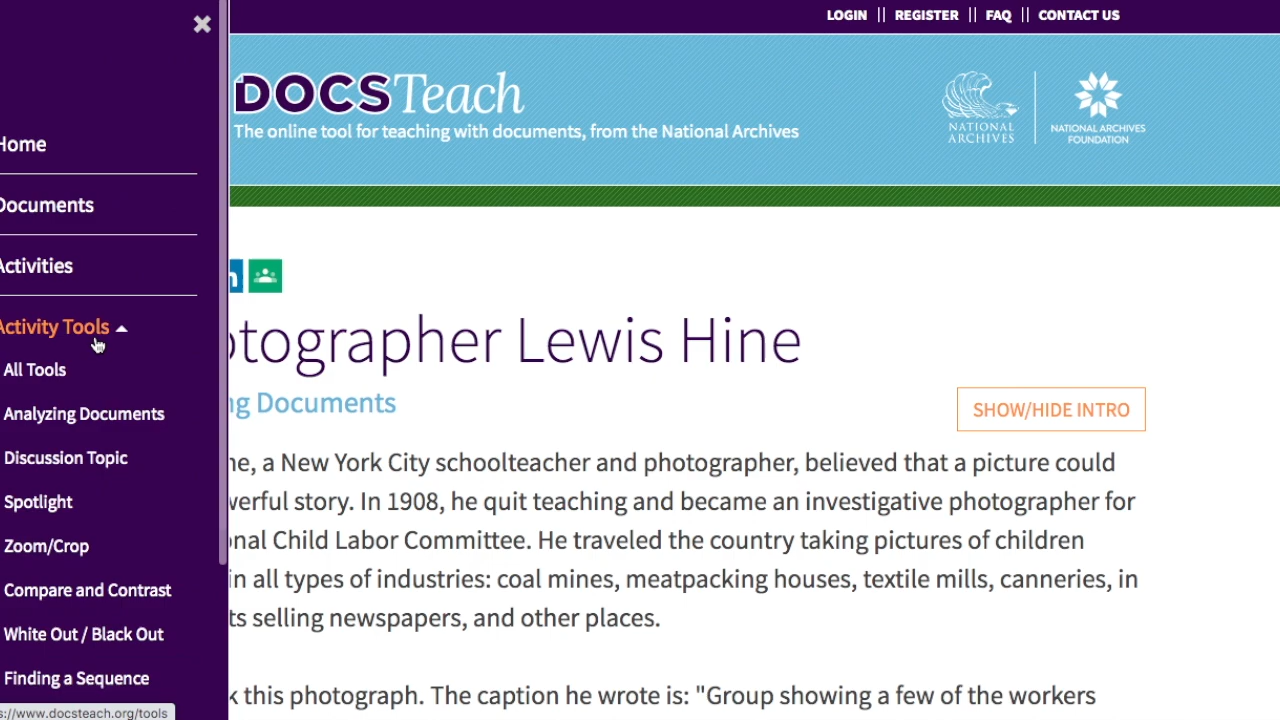 LOGIN || REGISTER || FAQ || CONTACT US
DOCSTeach
The online tool for teaching with documents, from the National Archives
NATIONAL ARCHIVES
NATIONAL ARCHIVES FOUNDATION
Home
Documents
Activities
Activity Tools
All Tools
Analyzing Documents
Discussion Topic
Spotlight
Zoom/Crop
Compare and Contrast
White Out / Black Out
Finding a Sequence
s://www.docsteach.org/tools
otographer Lewis Hine
ng Documents
SHOW/HIDE INTRO
ne, a New York City schoolteacher and photographer, believed that a picture could
werful story. In 1908, he quit teaching and became an investigative photographer for
onal Child Labor Committee. He traveled the country taking pictures of children
in all types of industries: coal mines, meatpacking houses, textile mills, canneries, in
ts selling newspapers, and other places.
k this photograph. The caption he wrote is: "Group showing a few of the workers